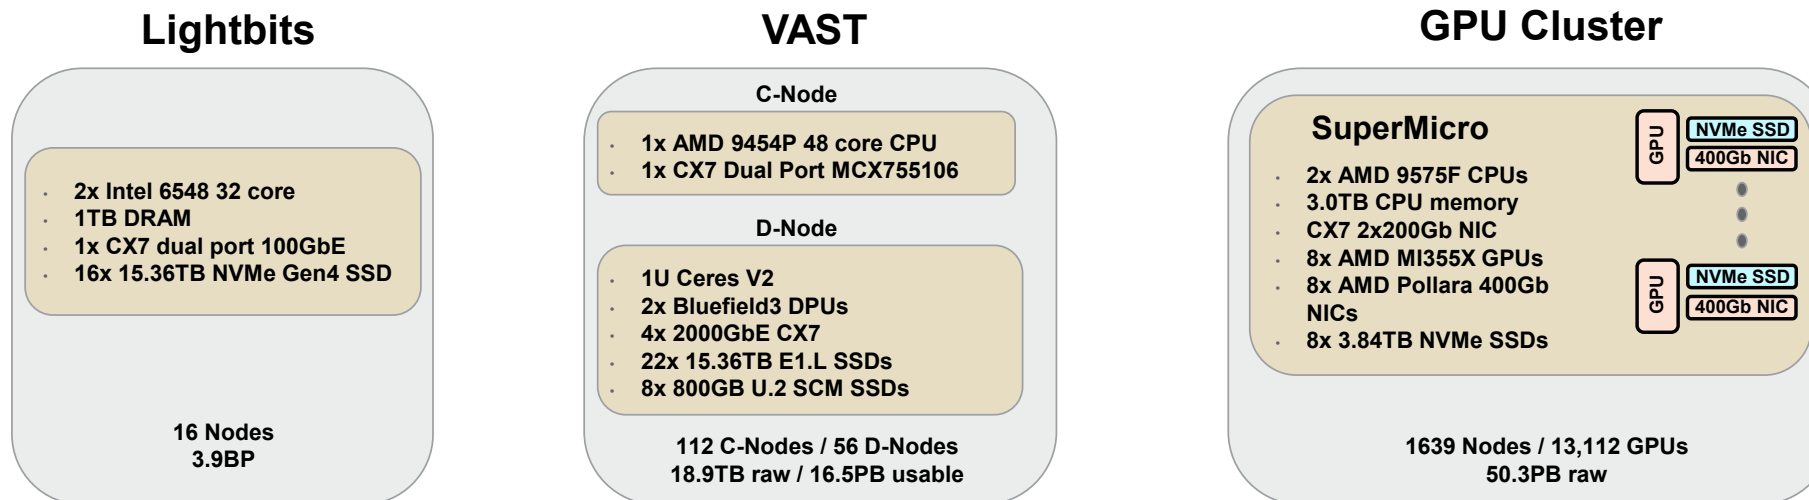 Lightbits
2x Intel 6548 32 core
1TB DRAM
1x CX7 dual port 100GbE
16x 15.36TB NVMe Gen4 SSD
16 Nodes
3.9BP
VAST
C-Node
1x AMD 9454P 48 core CPU
1x CX7 Dual Port MCX755106
D-Node
1U Ceres V2
2x Bluefield3 DPUs
4x 2000GbE CX7
22x 15.36TB E1.L SSDs
8x 800GB U.2 SCM SSDs
112 C-Nodes / 56 D-Nodes
18.9TB raw / 16.5PB usable
GPU Cluster
SuperMicro
2x AMD 9575F CPUs
3.0TB CPU memory
CX7 2x200Gb NIC
8x AMD MI355X GPUs
8x AMD Pollara 400Gb
NICs
8x 3.84TB NVMe SSDs
GPU
NVMe SSD
400Gb NIC
GPU
NVMe SSD
400Gb NIC
1639 Nodes / 13,112 GPUs
50.3PB raw